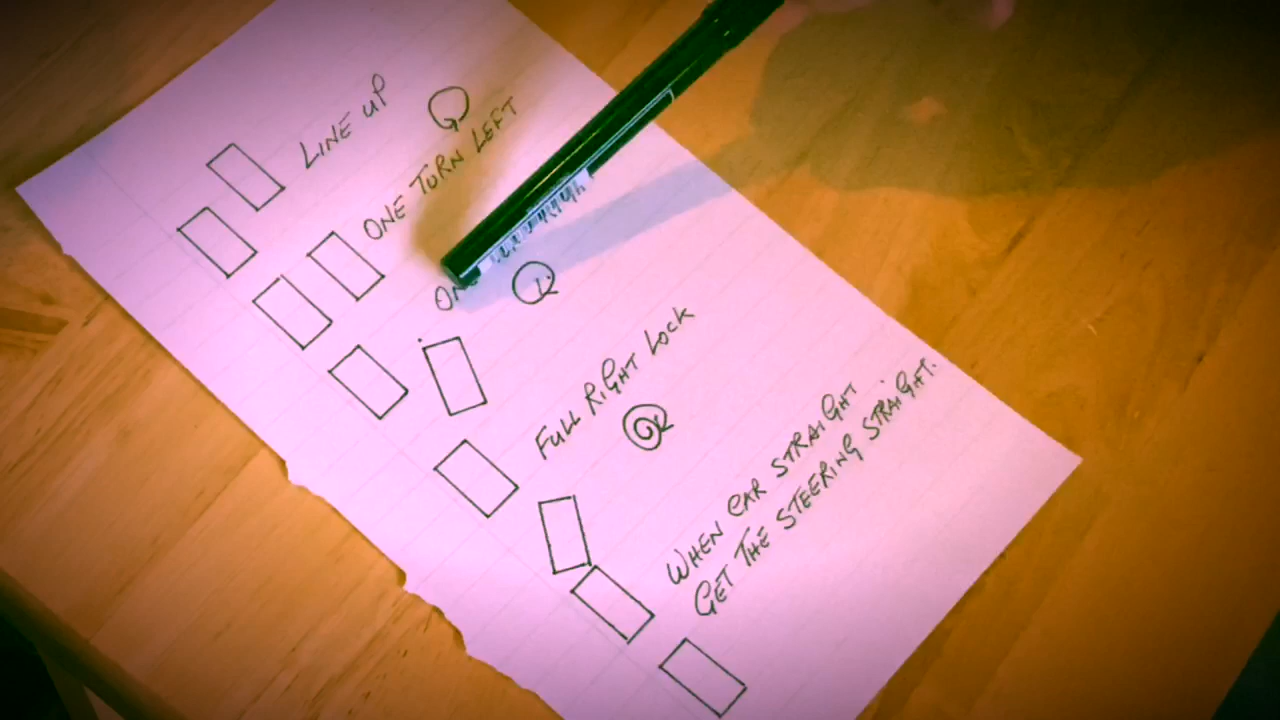 LINE UP
ONE TURN LEFT
FULL RIGHT LOCK
WHEN CAR STRAIGHT
GET THE STEERING STRAIGHT.